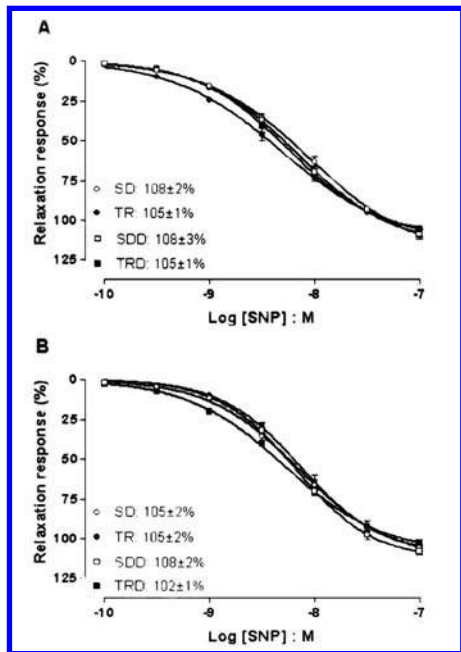 A
Relaxation response (%)
0
25
50
75
100
125
SD: 108±2%
TR: 105±1%
SDD: 108±3%
TRD: 105±1%
-10 -9 -8 -7
Log [SNP] : M
B
Relaxation response (%)
0
25
50
75
100
125
SD: 105±2%
TR: 105±2%
SDD: 108±2%
TRD: 102±1%
-10 -9 -8 -7
Log [SNP] : M